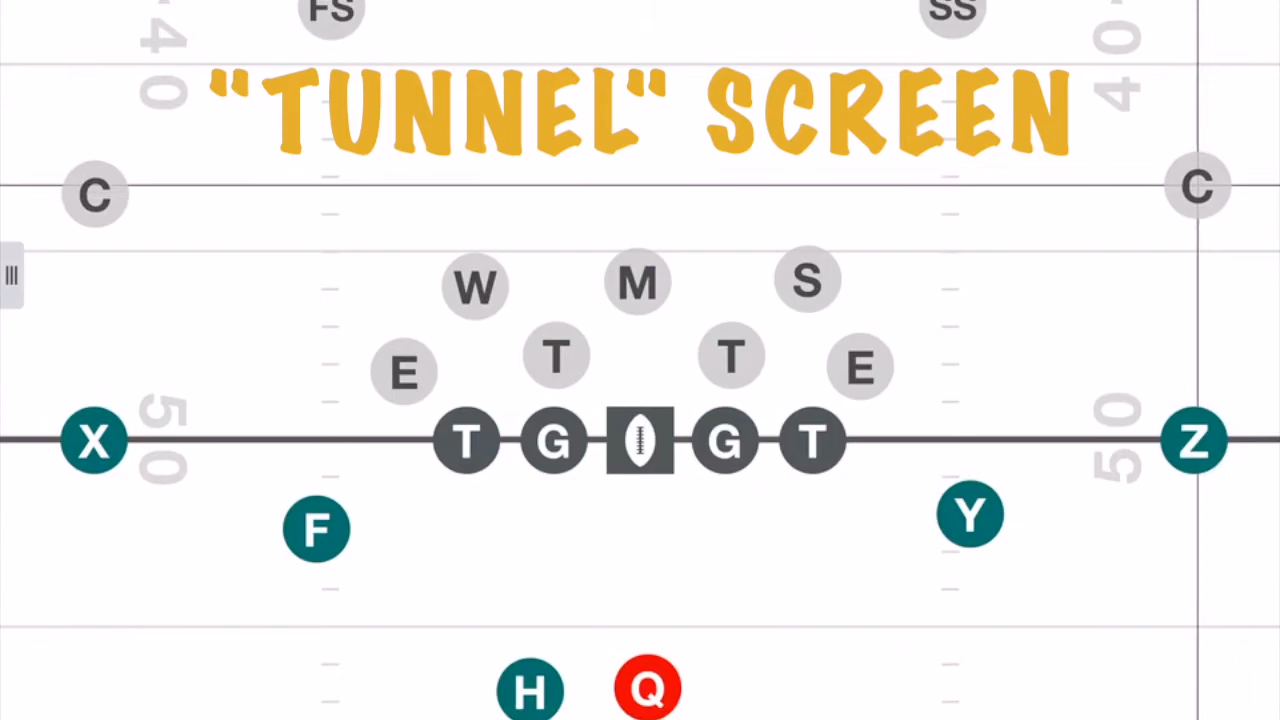 FS SS
40 40
"TUNNEL" SCREEN
C C
W M S
E T T E
50 50
X T G G T Z
F Y
H Q